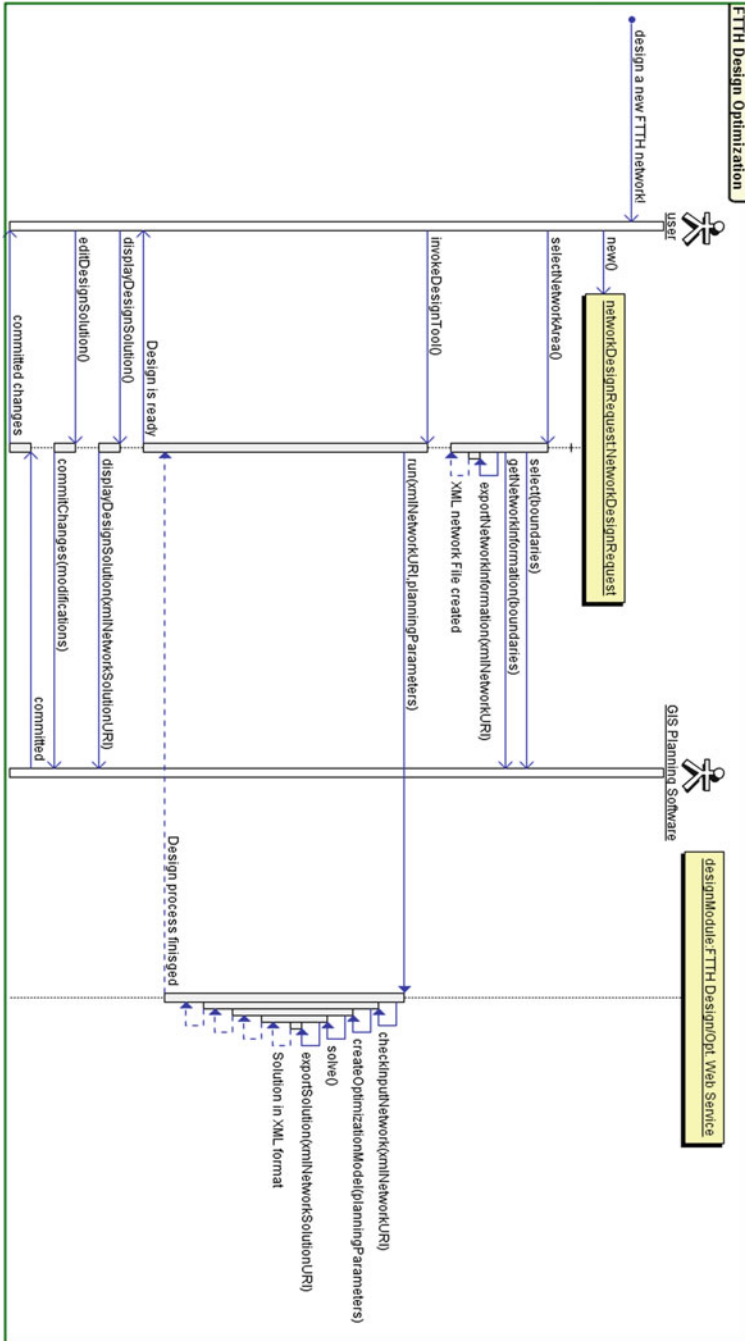 FTTH Design Optimization
design a new FTTH network!
user
GIS Planning Software
designModule:FTTH Design/Opt. Web Service
new()
networkDesignRequest:NetworkDesignRequest
selectNetworkArea()
select(boundaries)
getNetworkInformation(boundaries)
exportNetworkInformation(xmlNetworkURI)
XML network File created
invokeDesignTool()
run(xmlNetworkURI,planningParameters)
checkInputNetwork(xmlNetworkURI)
createOptimizationModel(planningParameters)
solve()
exportSolution(xmlNetworkSolutionURI)
Solution in XML format
Design process finisged
Design is ready
displayDesignSolution()
displayDesignSolution(xmlNetworkSolutionURI)
editDesignSolution()
commitChanges(modifications)
committed
committed changes